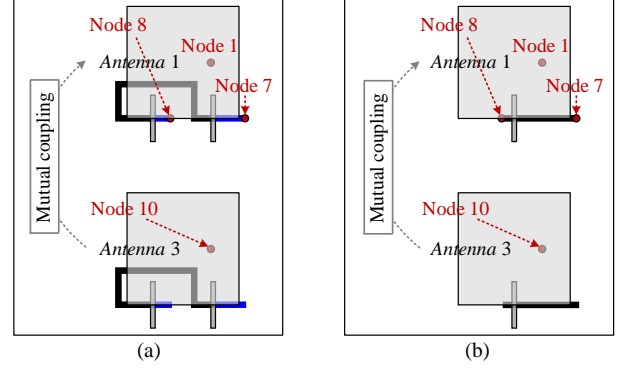 Node 8
Node 1
Antenna 1
Node 7
Mutual coupling
Node 10
Antenna 3
(a)
Node 8
Node 1
Antenna 1
Node 7
Mutual coupling
Node 10
Antenna 3
(b)